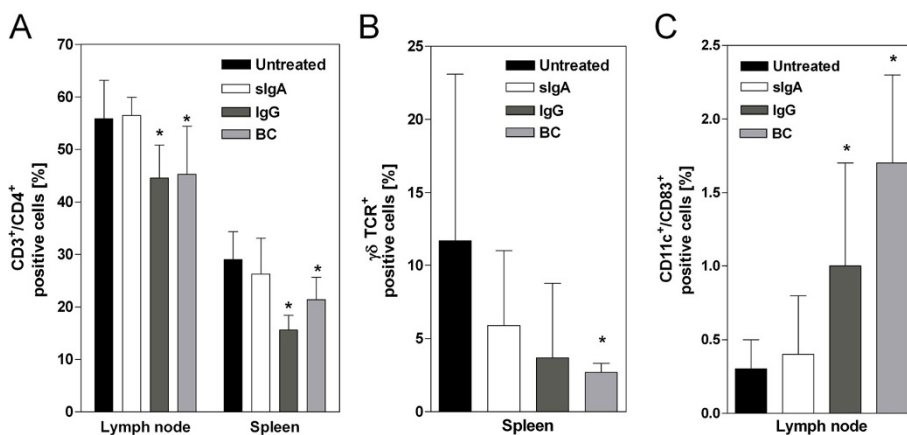 A
CD3+/CD4+
positive cells [%]
70
60
50
40
30
20
10
0
Untreated
sIgA
IgG
BC
* *
* *
Lymph node Spleen
B
γδ TCR+
positive cells [%]
25
20
15
10
5
0
Untreated
sIgA
IgG
BC
*
Spleen
C
CD11c+/CD83+
positive cells [%]
2.5
2.0
1.5
1.0
0.5
0.0
Untreated
sIgA
IgG
BC
*
*
Lymph node